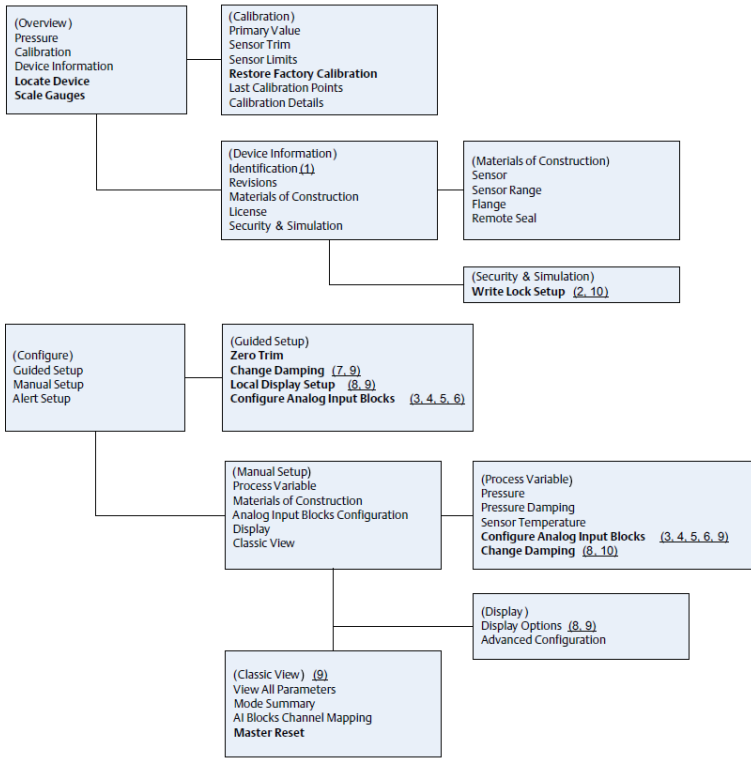 (Overview)
Pressure
Calibration
Device Information
Locate Device
Scale Gauges
(Calibration)
Primary Value
Sensor Trim
Sensor Limits
Restore Factory Calibration
Last Calibration Points
Calibration Details
(Device Information)
Identification (1)
Revisions
Materials of Construction
License
Security & Simulation
(Materials of Construction)
Sensor
Sensor Range
Flange
Remote Seal
(Security & Simulation)
Write Lock Setup (2, 10)
(Configure)
Guided Setup
Manual Setup
Alert Setup
(Guided Setup)
Zero Trim
Change Damping (7, 9)
Local Display Setup (8, 9)
Configure Analog Input Blocks (3, 4, 5, 6)
(Manual Setup)
Process Variable
Materials of Construction
Analog Input Blocks Configuration
Display
Classic View
(Process Variable)
Pressure
Pressure Damping
Sensor Temperature
Configure Analog Input Blocks (3, 4, 5, 6, 9)
Change Damping (8, 10)
(Display)
Display Options (8, 9)
Advanced Configuration
(Classic View) (9)
View All Parameters
Mode Summary
AI Blocks Channel Mapping
Master Reset